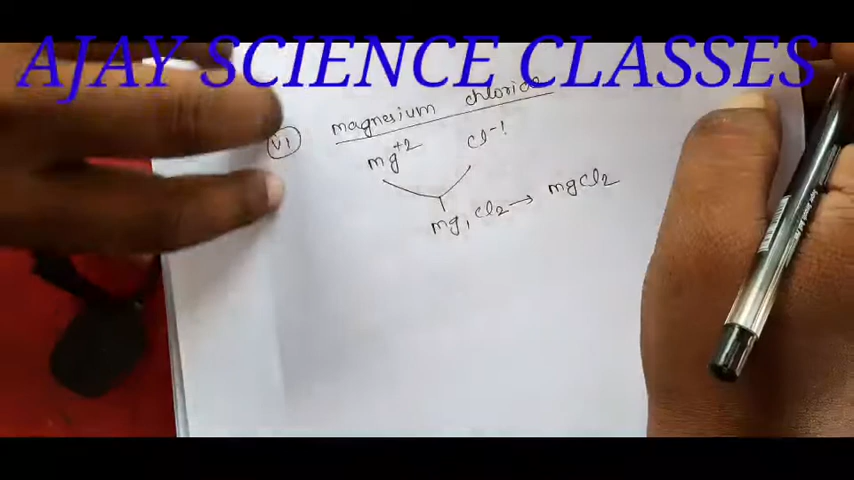 AJAY SCIENCE CLASSES
vi magnesium chloride
mg+2 cl-1
mg1 cl2 → mgcl2